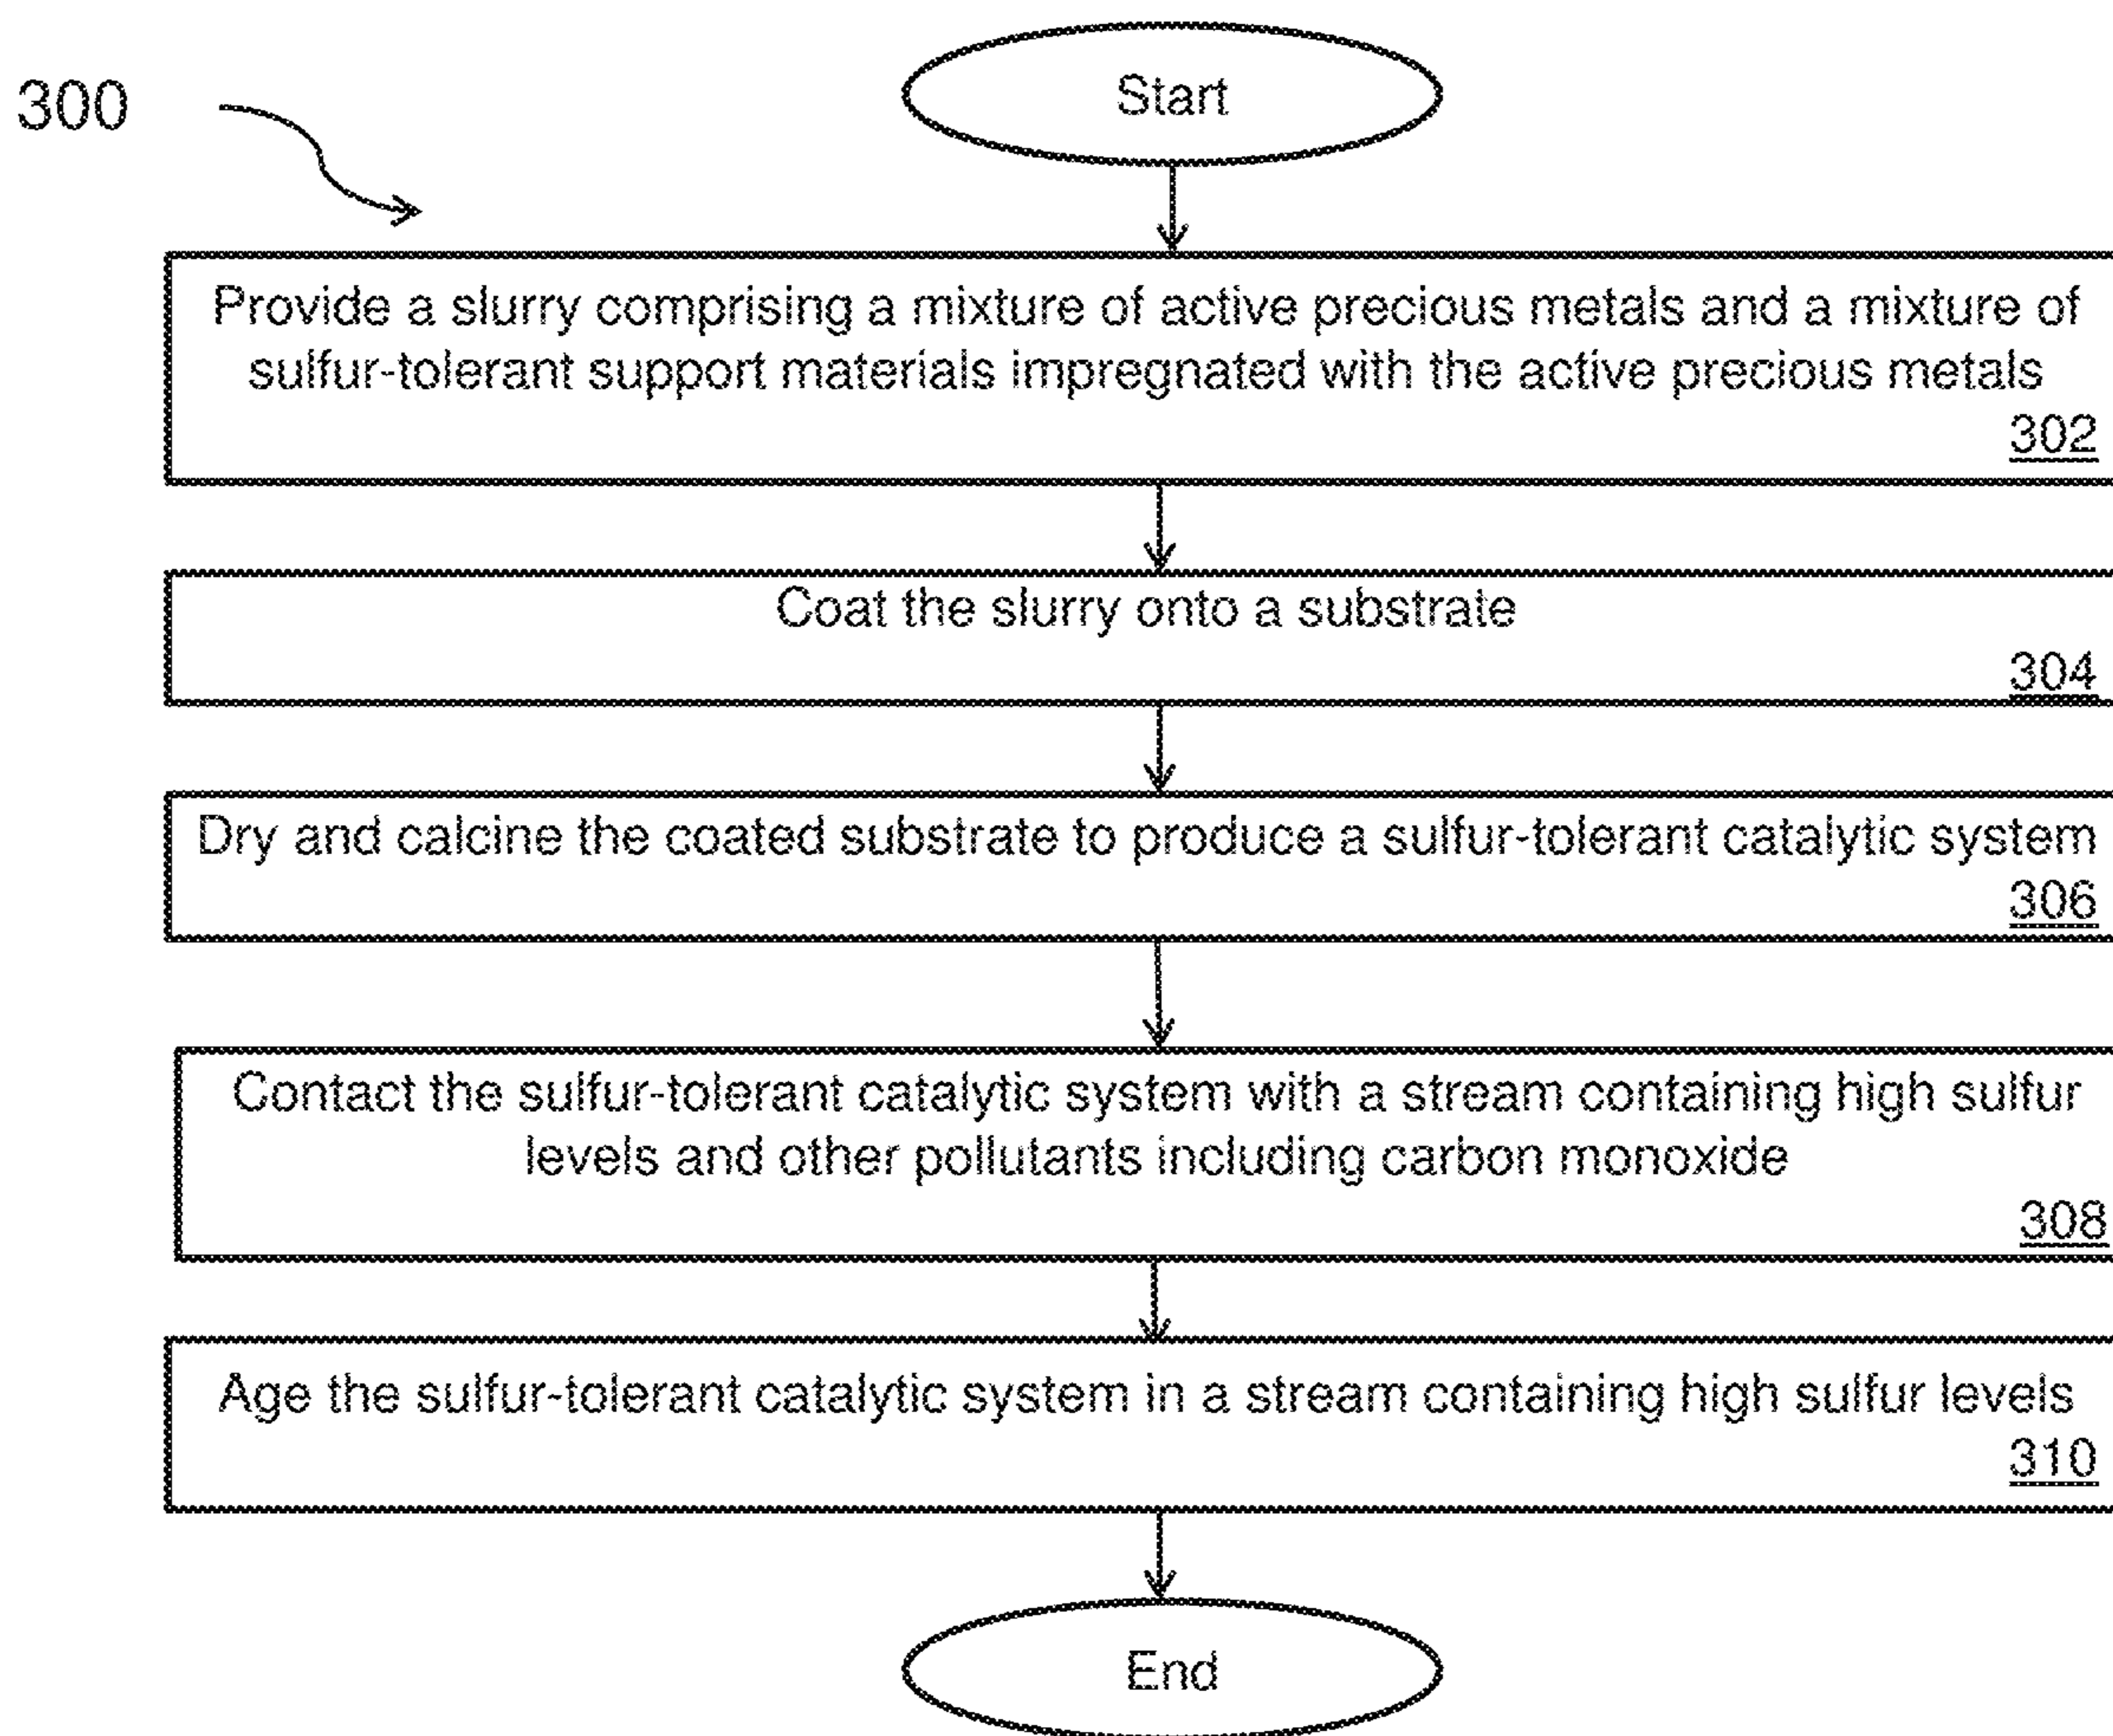 300
Start
Provide a slurry comprising a mixture of active precious metals and a mixture of
sulfur-tolerant support materials impregnated with the active precious metals
302
Coat the slurry onto a substrate
304
Dry and calcine the coated substrate to produce a sulfur-tolerant catalytic system
306
Contact the sulfur-tolerant catalytic system with a stream containing high sulfur
levels and other pollutants including carbon monoxide
308
Age the sulfur-tolerant catalytic system in a stream containing high sulfur levels
310
End